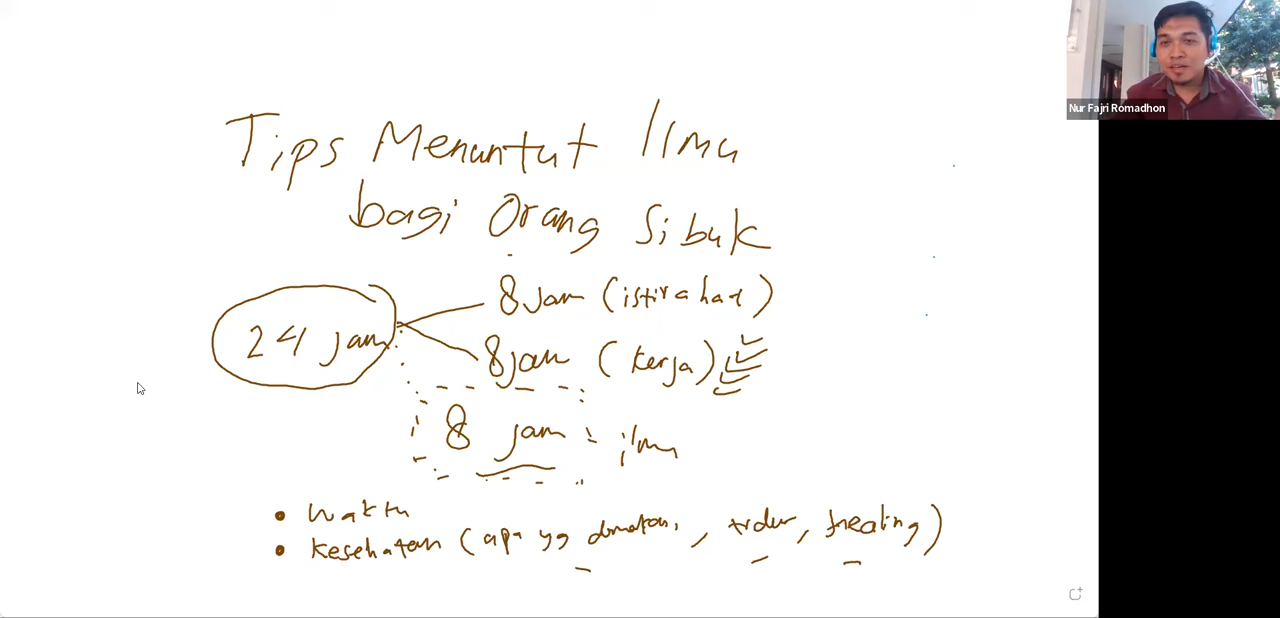 Nur Fajri Romadhon
Tips Menuntut Ilmu
bagi Orang Sibuk
24 jam
8 jam (istirahat)
8 jam (kerja)
8 jam : ilmu
• Waktu
• Kesehatan (apa yg dimakan, , tidur, healing)